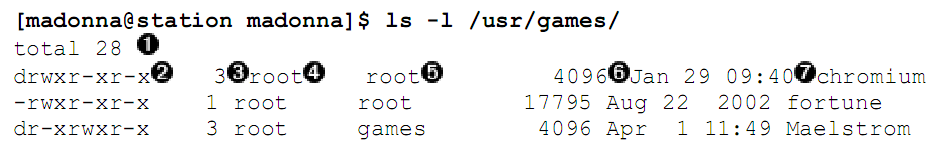 [madonna@station madonna]$ ls -l /usr/games/
total 28 ❶
drwxr-xr-x❷ 3❸root❹ root❺ 4096❻Jan 29 09:40❼chromium
-rwxr-xr-x 1 root root 17795 Aug 22 2002 fortune
dr-xrwxr-x 3 root games 4096 Apr 1 11:49 Maelstrom